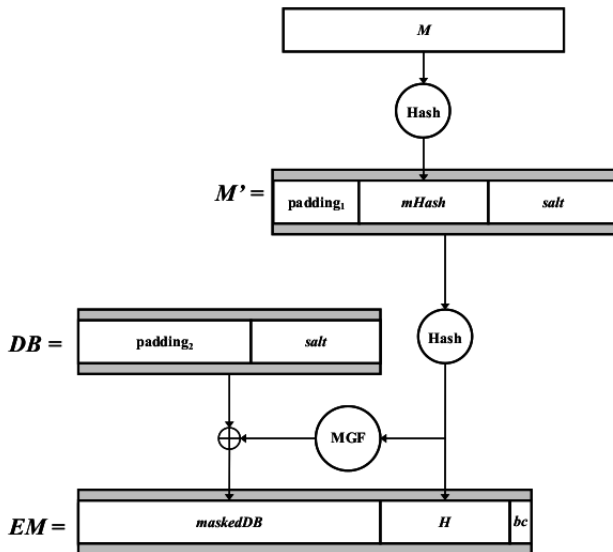 M
Hash
M’ = padding₁ mHash salt
DB = padding₂ salt
Hash
MGF
EM = maskedDB H bc